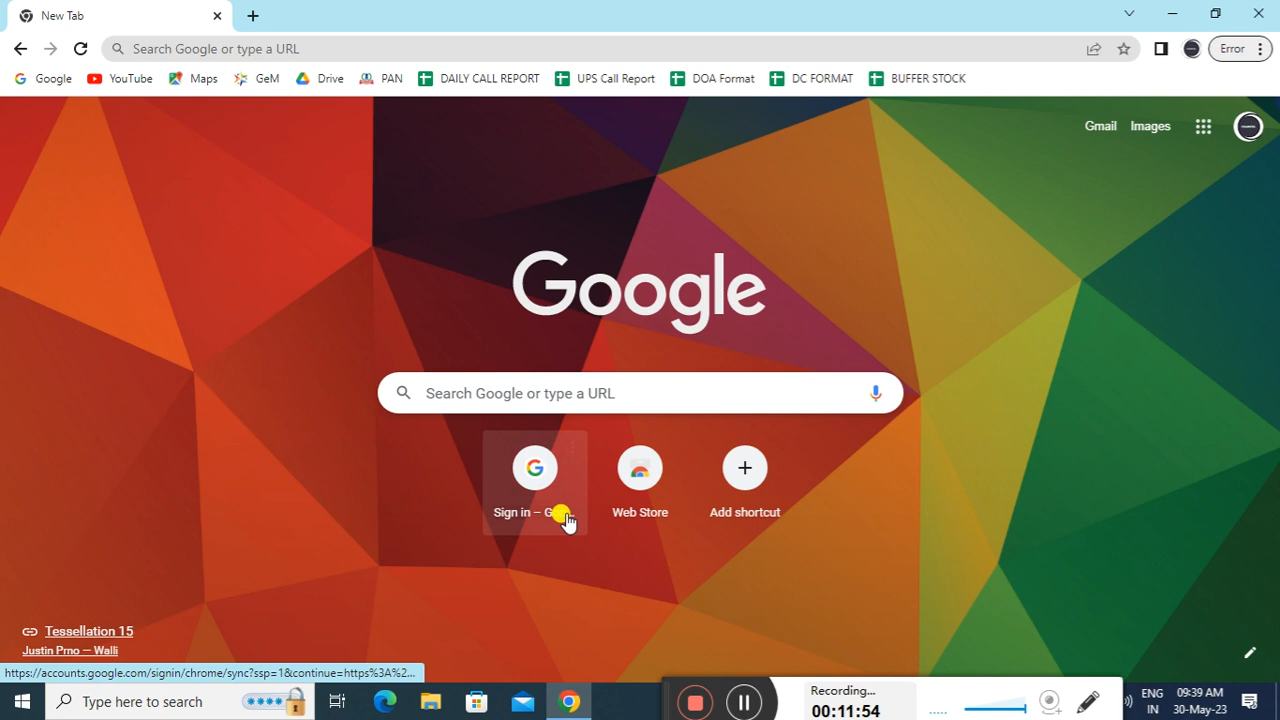 New Tab
Search Google or type a URL
Error
Google YouTube Maps GeM Drive PAN DAILY CALL REPORT UPS Call Report DOA Format DC FORMAT BUFFER STOCK
Gmail Images
Google
Search Google or type a URL
Sign in – G
Web Store
Add shortcut
Tessellation 15
Justin Prno — Walli
https://accounts.google.com/signin/chrome/sync?ssp=1&continue=https%3A%2...
Type here to search
Recording...
00:11:54
ENG
IN
09:39 AM
30-May-23